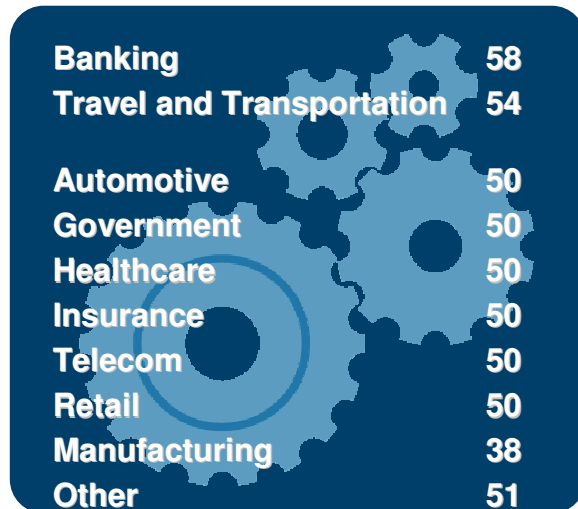 Banking 58
Travel and Transportation 54
Automotive 50
Government 50
Healthcare 50
Insurance 50
Telecom 50
Retail 50
Manufacturing 38
Other 51